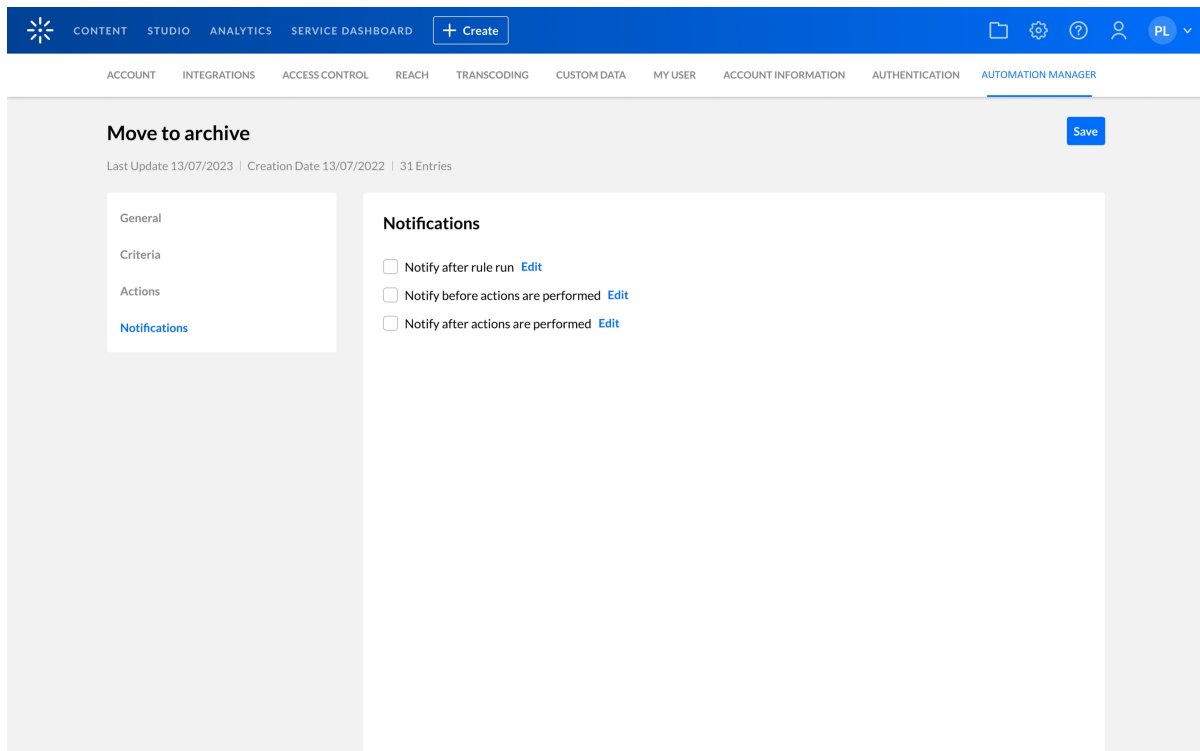 CONTENT STUDIO ANALYTICS SERVICE DASHBOARD + Create PL
ACCOUNT INTEGRATIONS ACCESS CONTROL REACH TRANSCODING CUSTOM DATA MY USER ACCOUNT INFORMATION AUTHENTICATION AUTOMATION MANAGER
Move to archive
Save
Last Update 13/07/2023 | Creation Date 13/07/2022 | 31 Entries
General
Criteria
Actions
Notifications
Notifications
Notify after rule run Edit
Notify before actions are performed Edit
Notify after actions are performed Edit